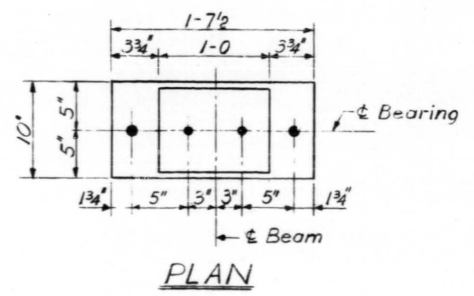 1-7½
3¾" 1-0 3¾"
10"
5"
5"
℄ Bearing
1¾" 5" 3" 3" 5" 1¾"
℄ Beam
PLAN